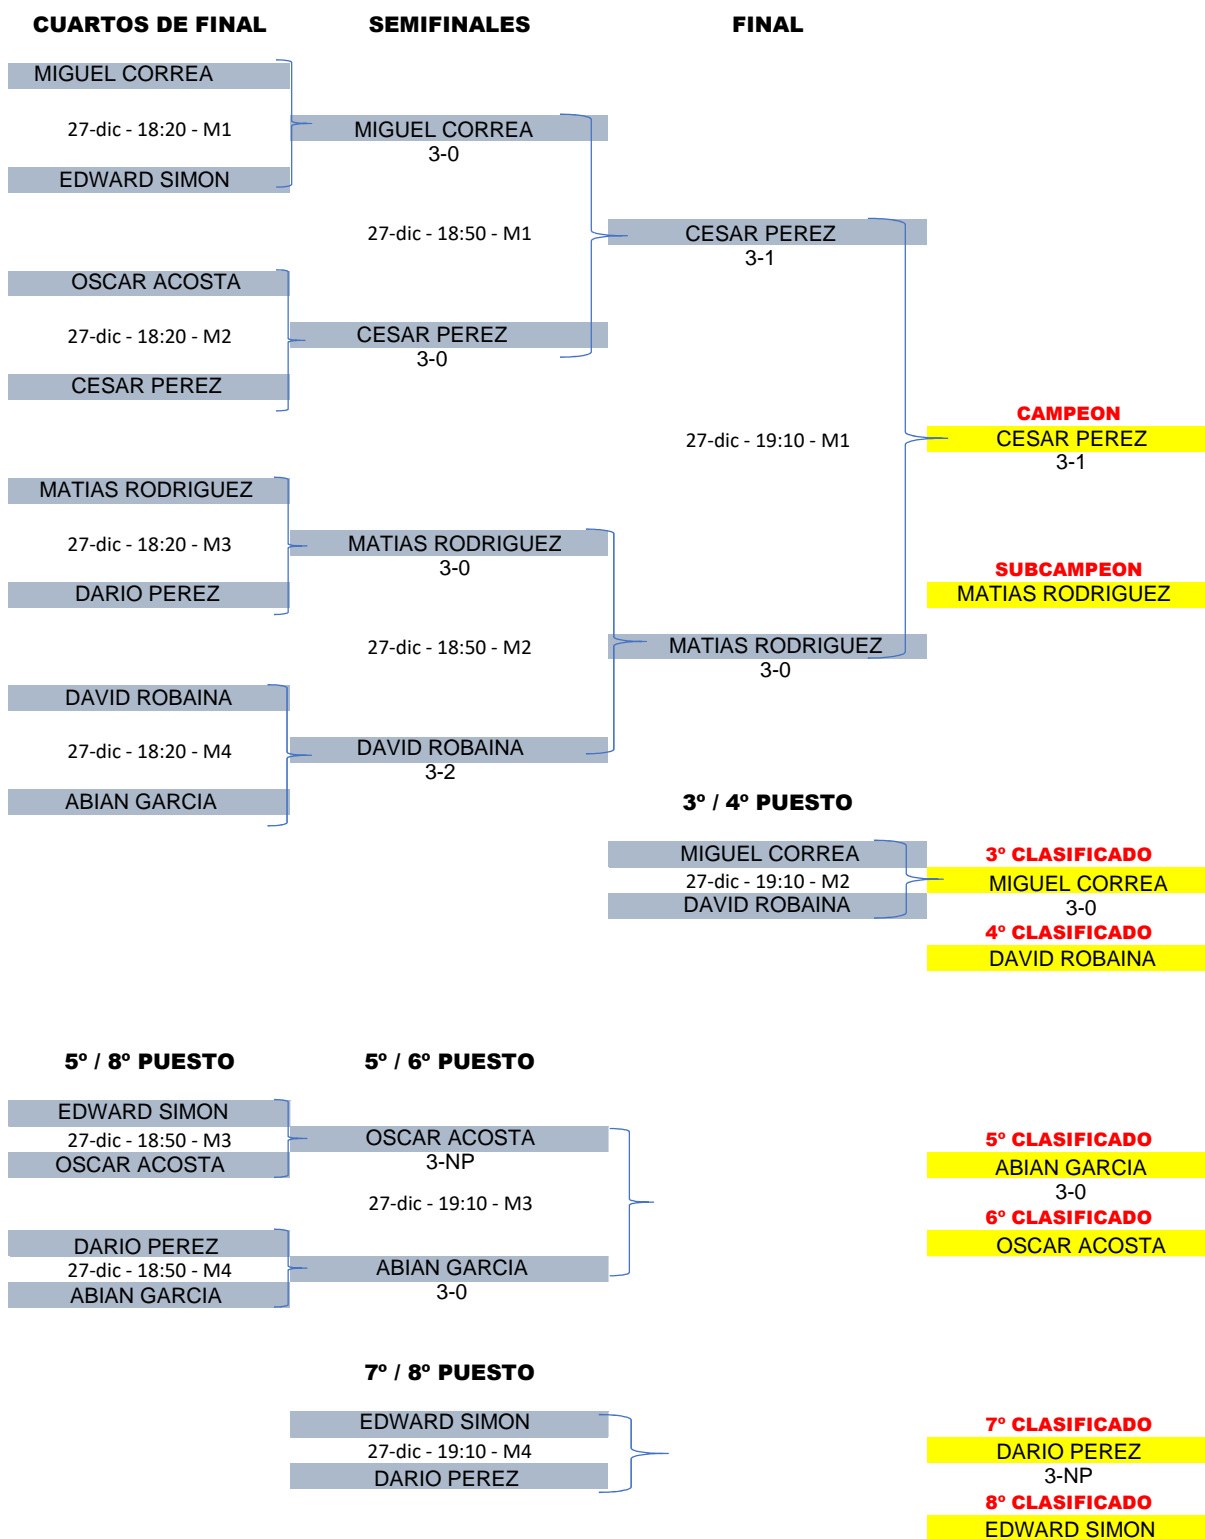 CUARTOS DE FINAL SEMIFINALES FINAL
MIGUEL CORREA
27-dic - 18:20 - M1 MIGUEL CORREA
3-0
EDWARD SIMON
27-dic - 18:50 - M1 CESAR PEREZ
3-1
OSCAR ACOSTA
27-dic - 18:20 - M2 CESAR PEREZ
3-0
CESAR PEREZ
CAMPEON
27-dic - 19:10 - M1 CESAR PEREZ
3-1
MATIAS RODRIGUEZ
27-dic - 18:20 - M3 MATIAS RODRIGUEZ
3-0
SUBCAMPEON
DARIO PEREZ MATIAS RODRIGUEZ
27-dic - 18:50 - M2 MATIAS RODRIGUEZ
3-0
DAVID ROBAINA
27-dic - 18:20 - M4 DAVID ROBAINA
3-2
ABIAN GARCIA 3º / 4º PUESTO
MIGUEL CORREA 3º CLASIFICADO
27-dic - 19:10 - M2 MIGUEL CORREA
DAVID ROBAINA 3-0
4º CLASIFICADO
DAVID ROBAINA
5º / 8º PUESTO 5º / 6º PUESTO
EDWARD SIMON
27-dic - 18:50 - M3 OSCAR ACOSTA 5º CLASIFICADO
OSCAR ACOSTA 3-NP ABIAN GARCIA
3-0
27-dic - 19:10 - M3 6º CLASIFICADO
DARIO PEREZ OSCAR ACOSTA
27-dic - 18:50 - M4 ABIAN GARCIA
ABIAN GARCIA 3-0
7º / 8º PUESTO
EDWARD SIMON 7º CLASIFICADO
27-dic - 19:10 - M4 DARIO PEREZ
DARIO PEREZ 3-NP
8º CLASIFICADO
EDWARD SIMON